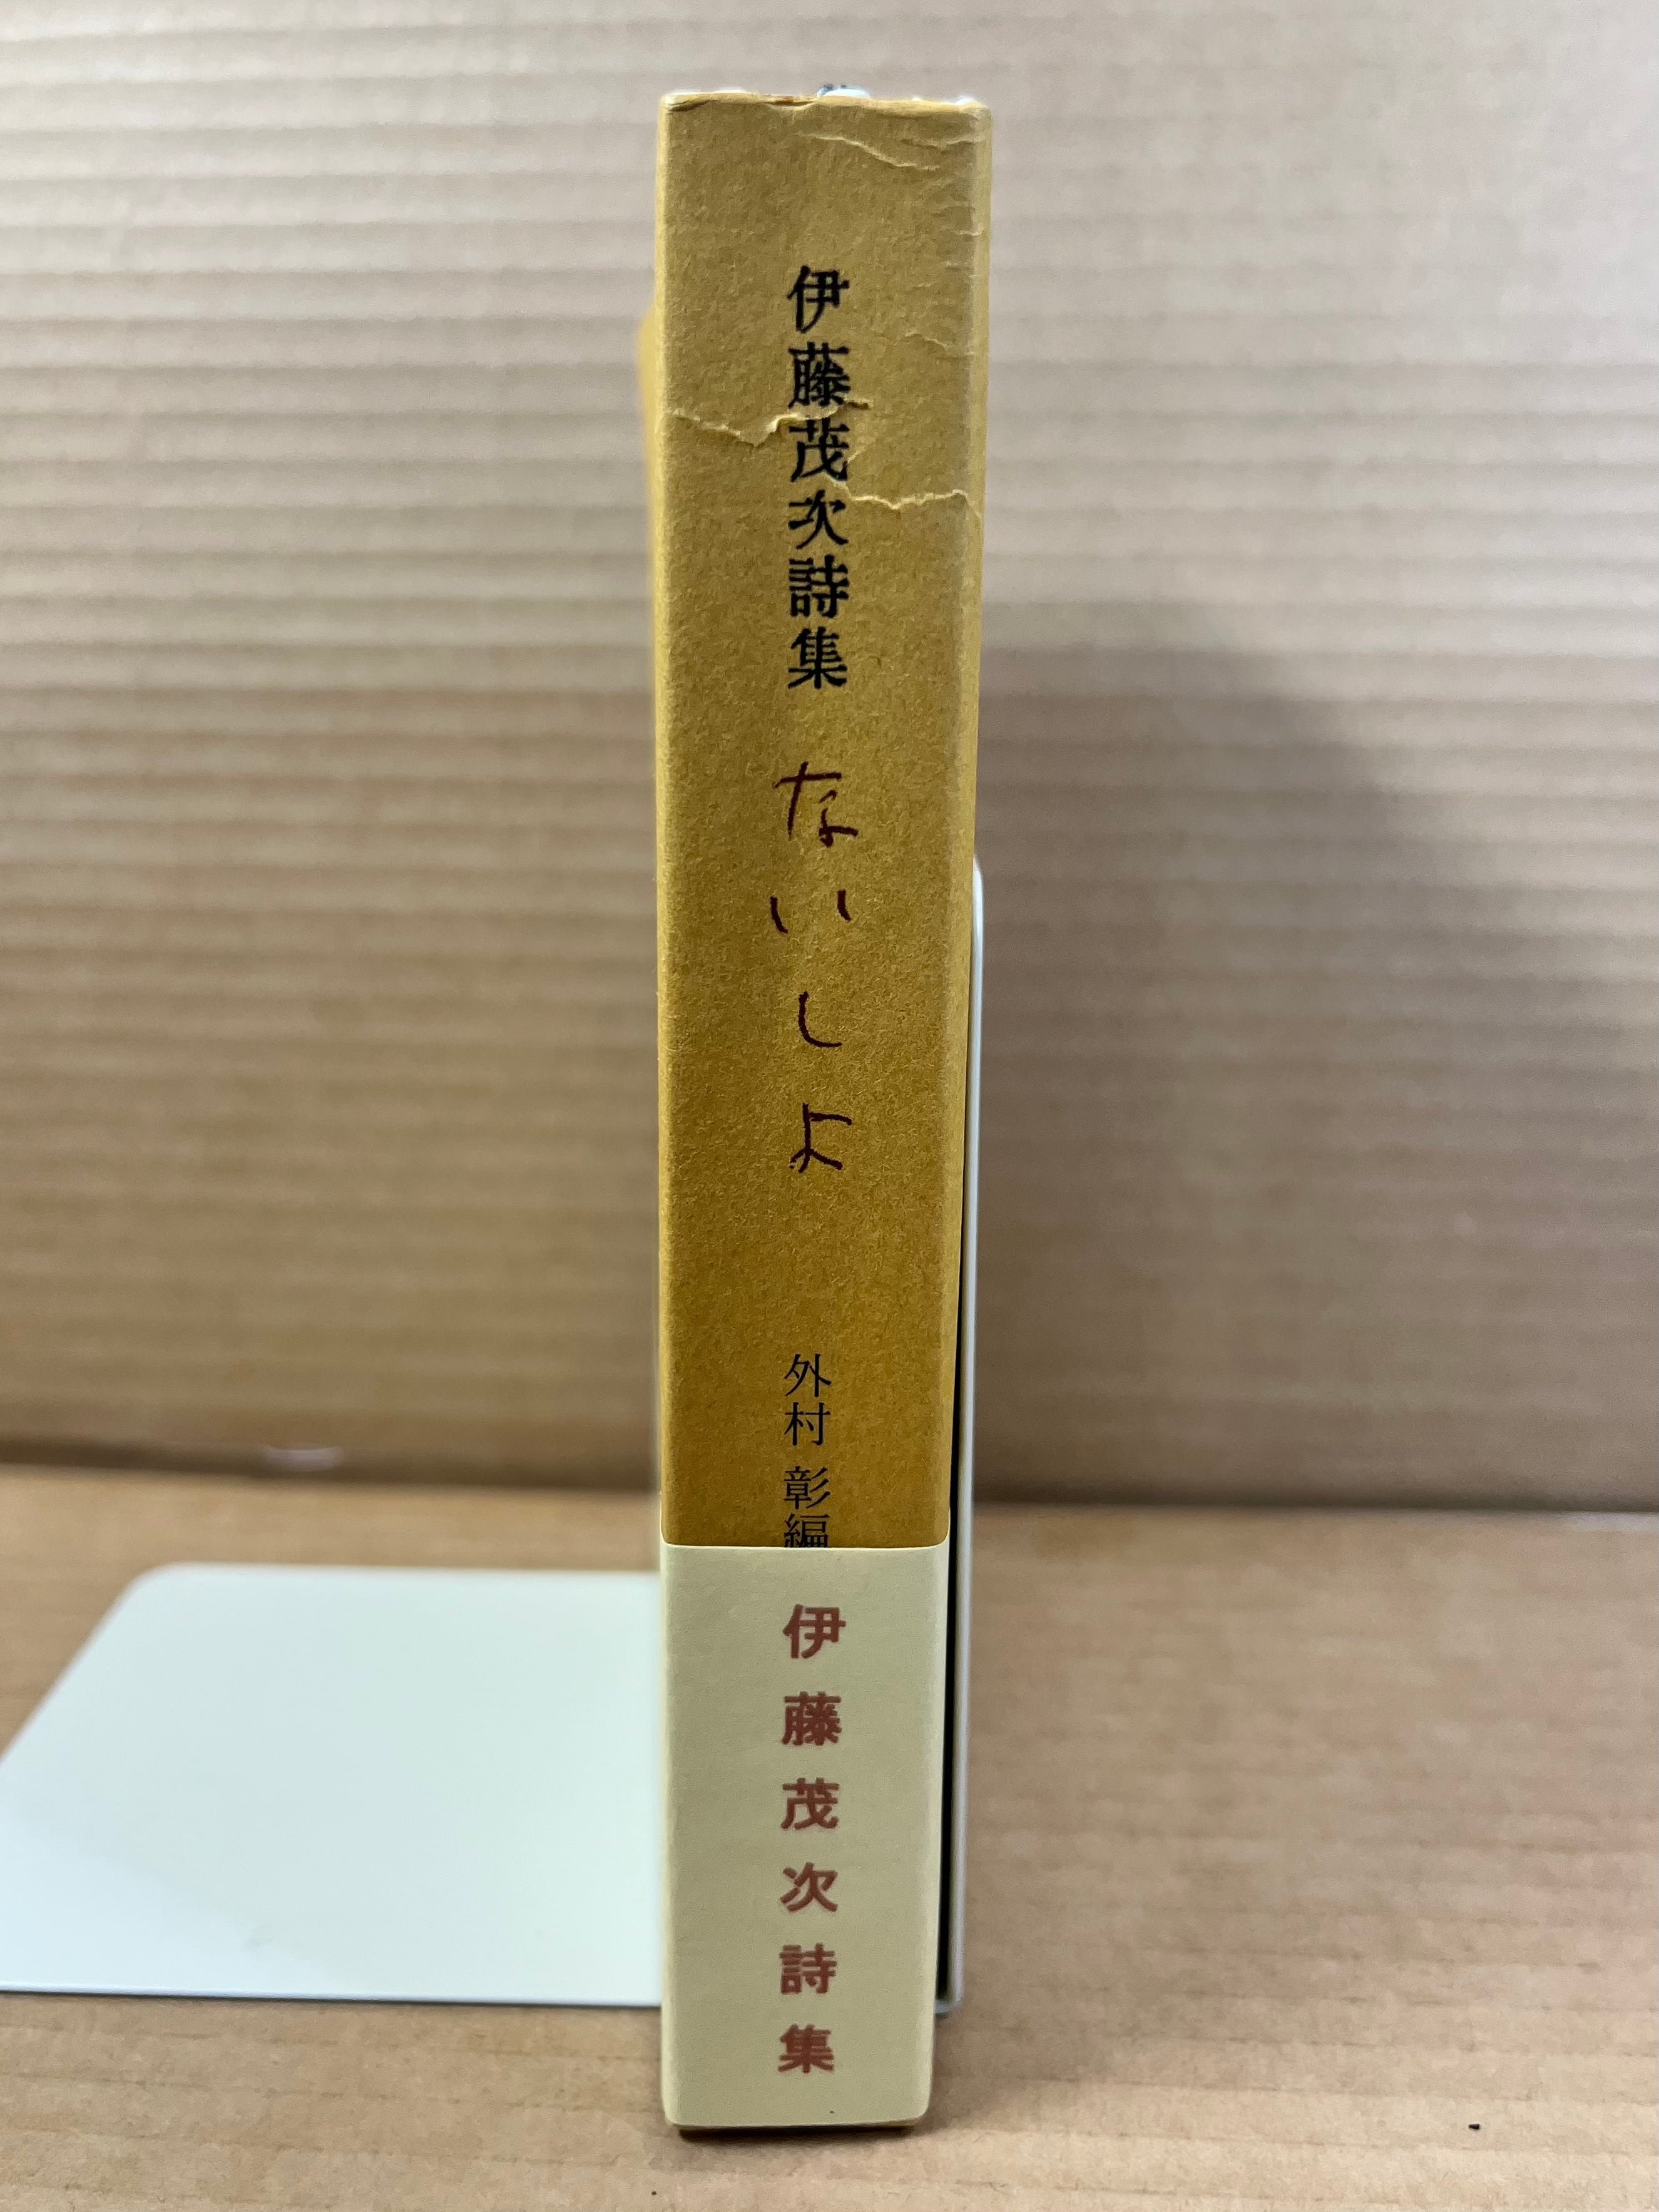 伊藤茂次詩集
ないしよ
外村 彰編
伊藤茂次詩集